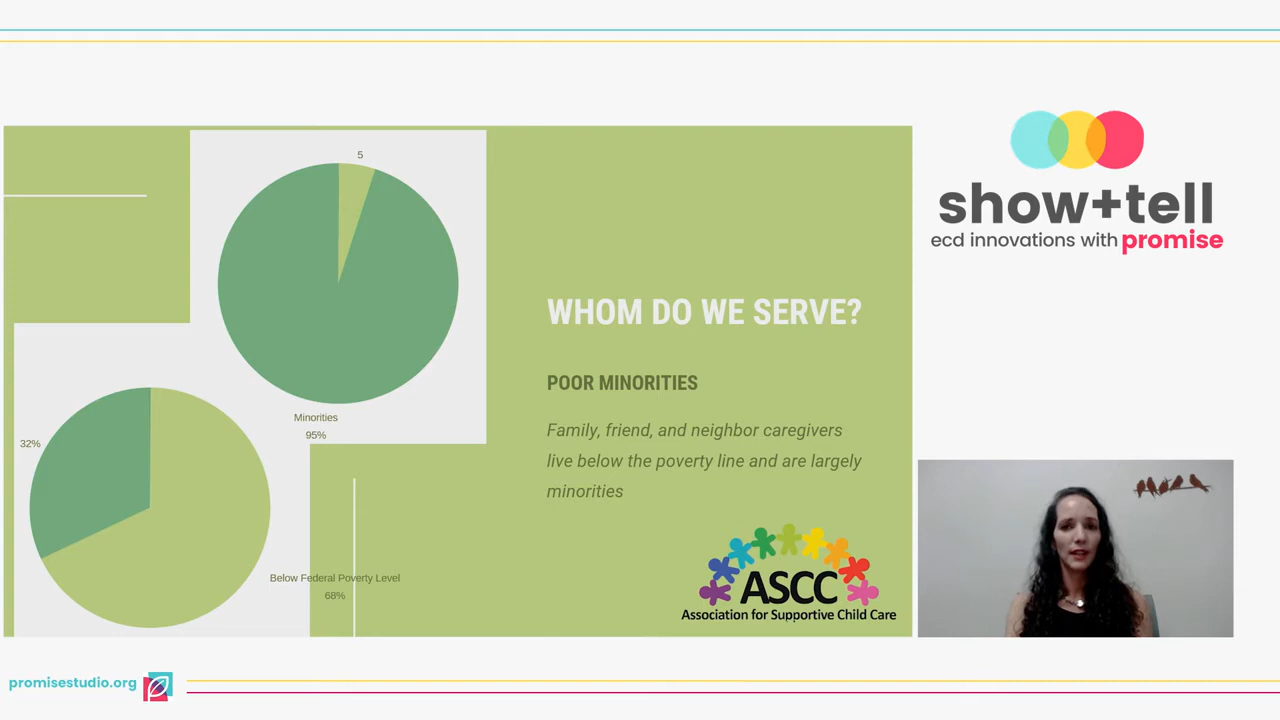 5
Minorities
95%
32%
Below Federal Poverty Level
68%
WHOM DO WE SERVE?
POOR MINORITIES
Family, friend, and neighbor caregivers
live below the poverty line and are largely
minorities
ASCC
Association for Supportive Child Care
show+tell
ecd innovations with promise
promisestudio.org